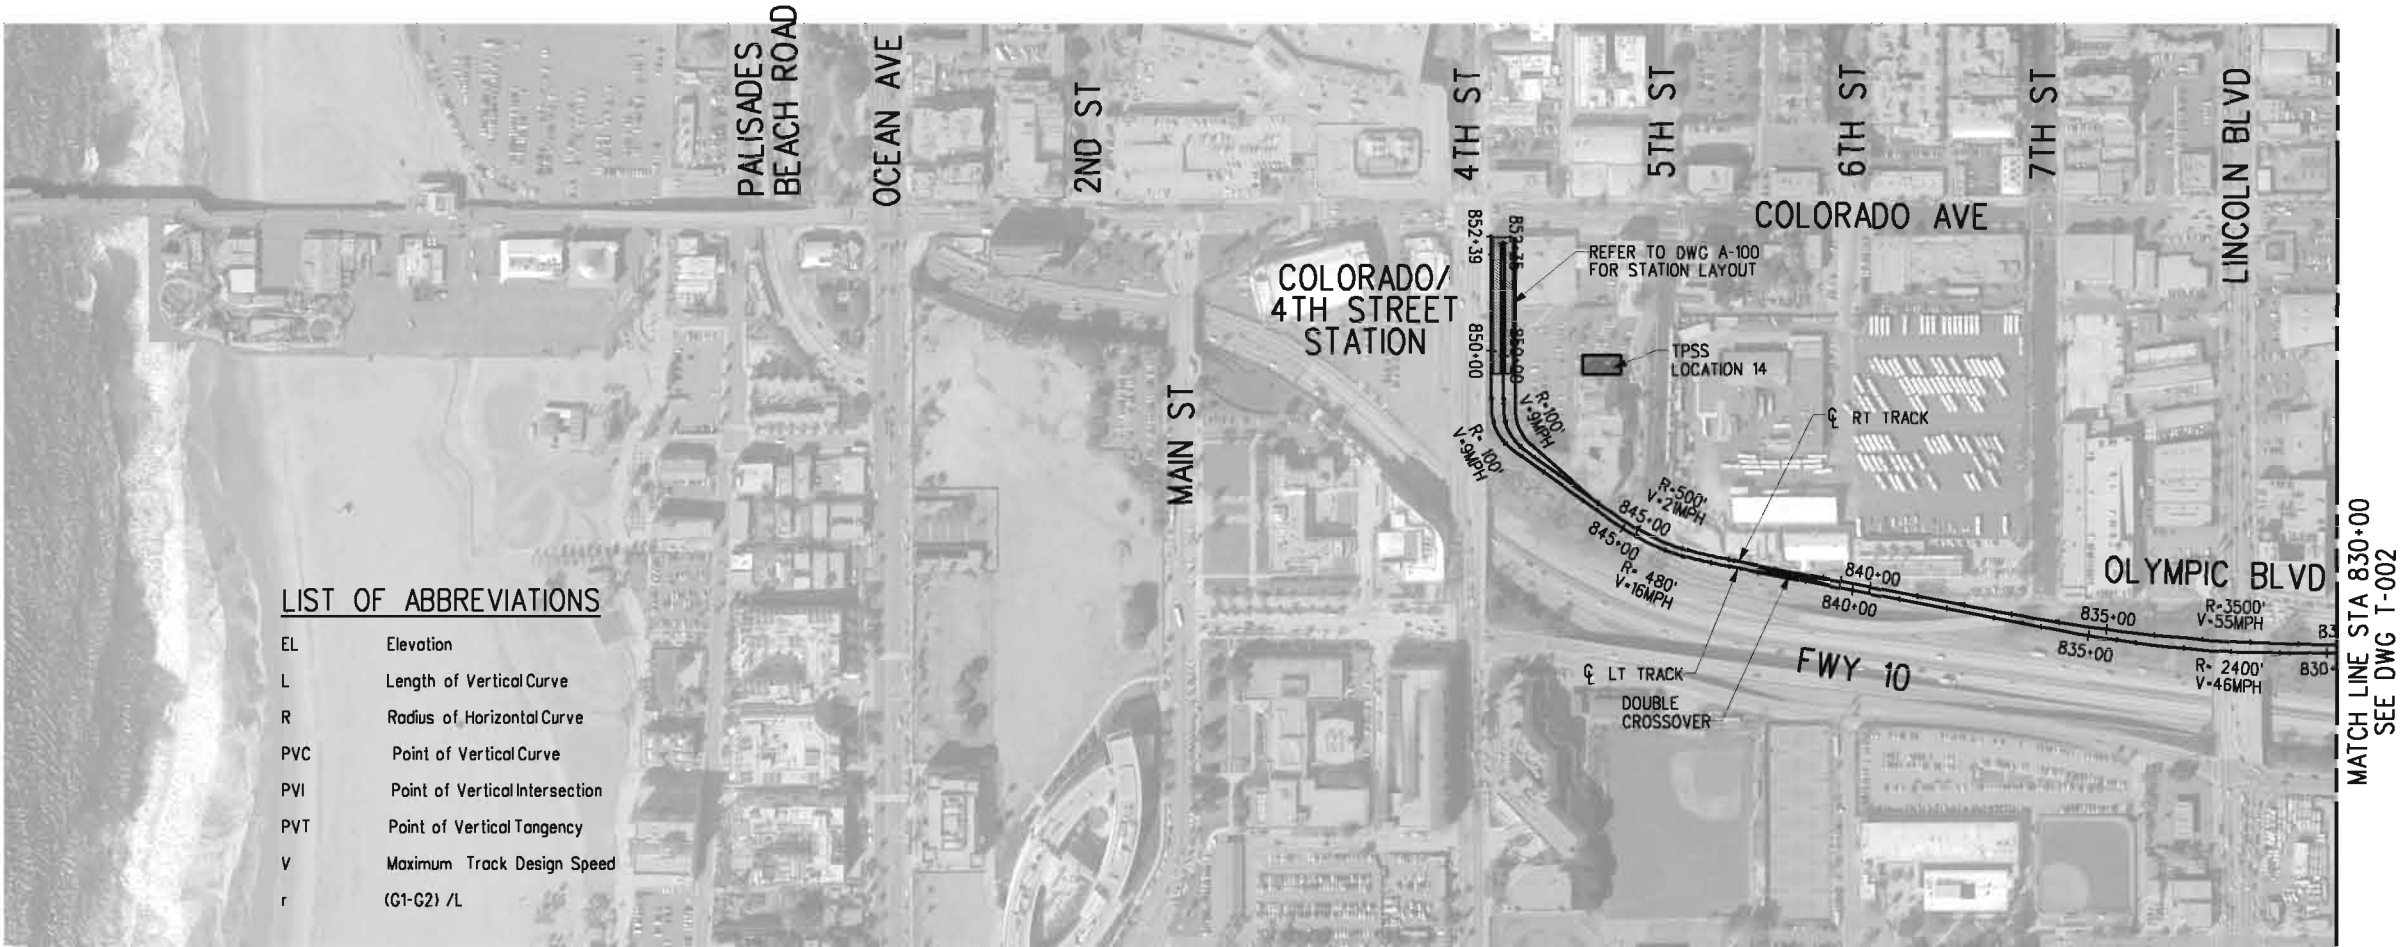 PALISADES
BEACH ROAD
OCEAN AVE
2ND ST
4TH ST
5TH ST
6TH ST
7TH ST
LINCOLN BLVD
COLORADO AVE
852+39
REFER TO DWG A-100
FOR STATION LAYOUT
COLORADO/
4TH STREET
STATION
850+00
850+00
TPSS
LOCATION 14
MAIN ST
R=100'
V=9MPH
R= 100'
V=9MPH
℄ RT TRACK
R=500'
V=21MPH
845+00
845+00
R= 480'
V=16MPH
840+00
840+00
OLYMPIC BLVD
835+00
835+00
R=3500'
V=55MPH
83
830+
R= 2400'
V=46MPH
℄ LT TRACK
FWY 10
DOUBLE
CROSSOVER
MATCH LINE STA 830+00
SEE DWG T-002
LIST OF ABBREVIATIONS
EL Elevation
L Length of Vertical Curve
R Radius of Horizontal Curve
PVC Point of Vertical Curve
PVI Point of Vertical Intersection
PVT Point of Vertical Tangency
V Maximum Track Design Speed
r (G1-G2) /L